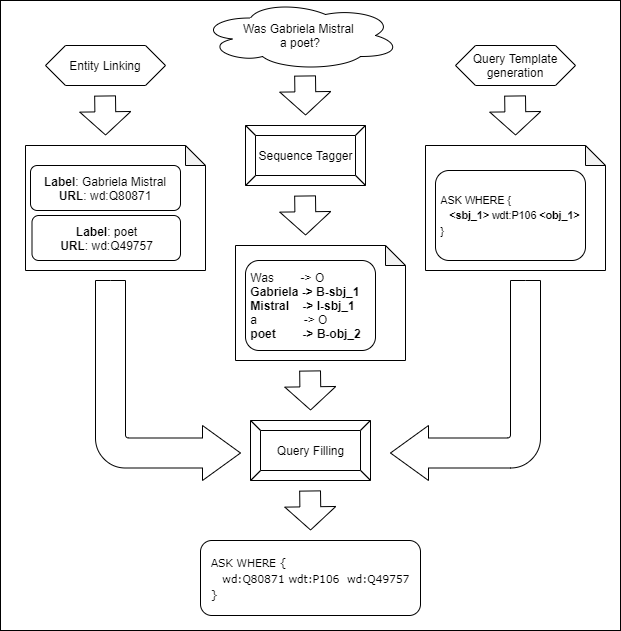 Was Gabriela Mistral
a poet?
Entity Linking
Query Template
generation
Sequence Tagger
Label: Gabriela Mistral
URL: wd:Q80871
Label: poet
URL: wd:Q49757
ASK WHERE {
<sbj_1> wdt:P106 <obj_1>
}
Was -> O
Gabriela -> B-sbj_1
Mistral -> I-sbj_1
a -> O
poet -> B-obj_2
Query Filling
ASK WHERE {
wd:Q80871 wdt:P106 wd:Q49757
}